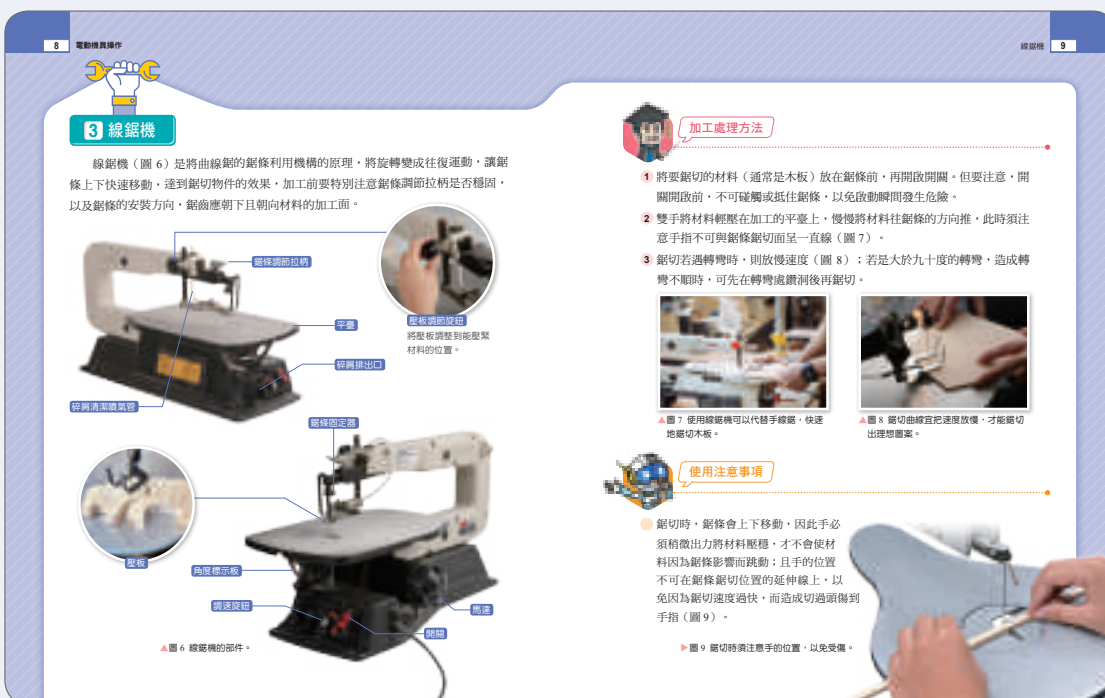 8 電動機具操作
線鋸機 9
3 線鋸機
線鋸機（圖 6）是將曲線鋸的鋸條利用機構的原理，將旋轉變成往復運動，讓鋸
條上下快速移動，達到鋸切物件的效果，加工前要特別注意鋸條調節拉柄是否穩固，
以及鋸條的安裝方向，鋸齒應朝下且朝向材料的加工面。
鋸條調節拉柄
壓板調節旋鈕
將壓板調整到能壓緊
材料的位置。
平臺
碎屑排出口
碎屑清潔噴氣管
鋸條固定器
壓板
角度標示板
調速旋鈕
馬達
開關
▲圖 6 線鋸機的部件。
加工處理方法
1 將要鋸切的材料（通常是木板）放在鋸條前，再開啟開關。但要注意，開
關開啟前，不可碰觸或抵住鋸條，以免啟動瞬間發生危險。
2 雙手將材料輕壓在加工的平臺上，慢慢將材料往鋸條的方向推，此時須注
意手指不可與鋸條鋸切面呈一直線（圖 7）。
3 鋸切若遇轉彎時，則放慢速度（圖 8）；若是大於九十度的轉彎，造成轉
彎不順時，可先在轉彎處鑽洞後再鋸切。
▲圖 7 使用線鋸機可以代替手線鋸，快速
地鋸切木板。
▲圖 8 鋸切曲線宜把速度放慢，才能鋸切
出理想圖案。
使用注意事項
鋸切時，鋸條會上下移動，因此手必
須稍微出力將材料壓穩，才不會使材
料因為鋸條影響而跳動；且手的位置
不可在鋸條鋸切位置的延伸線上，以
免因為鋸切速度過快，而造成切過頭傷到
手指（圖 9）。
▶圖 9 鋸切時須注意手的位置，以免受傷。